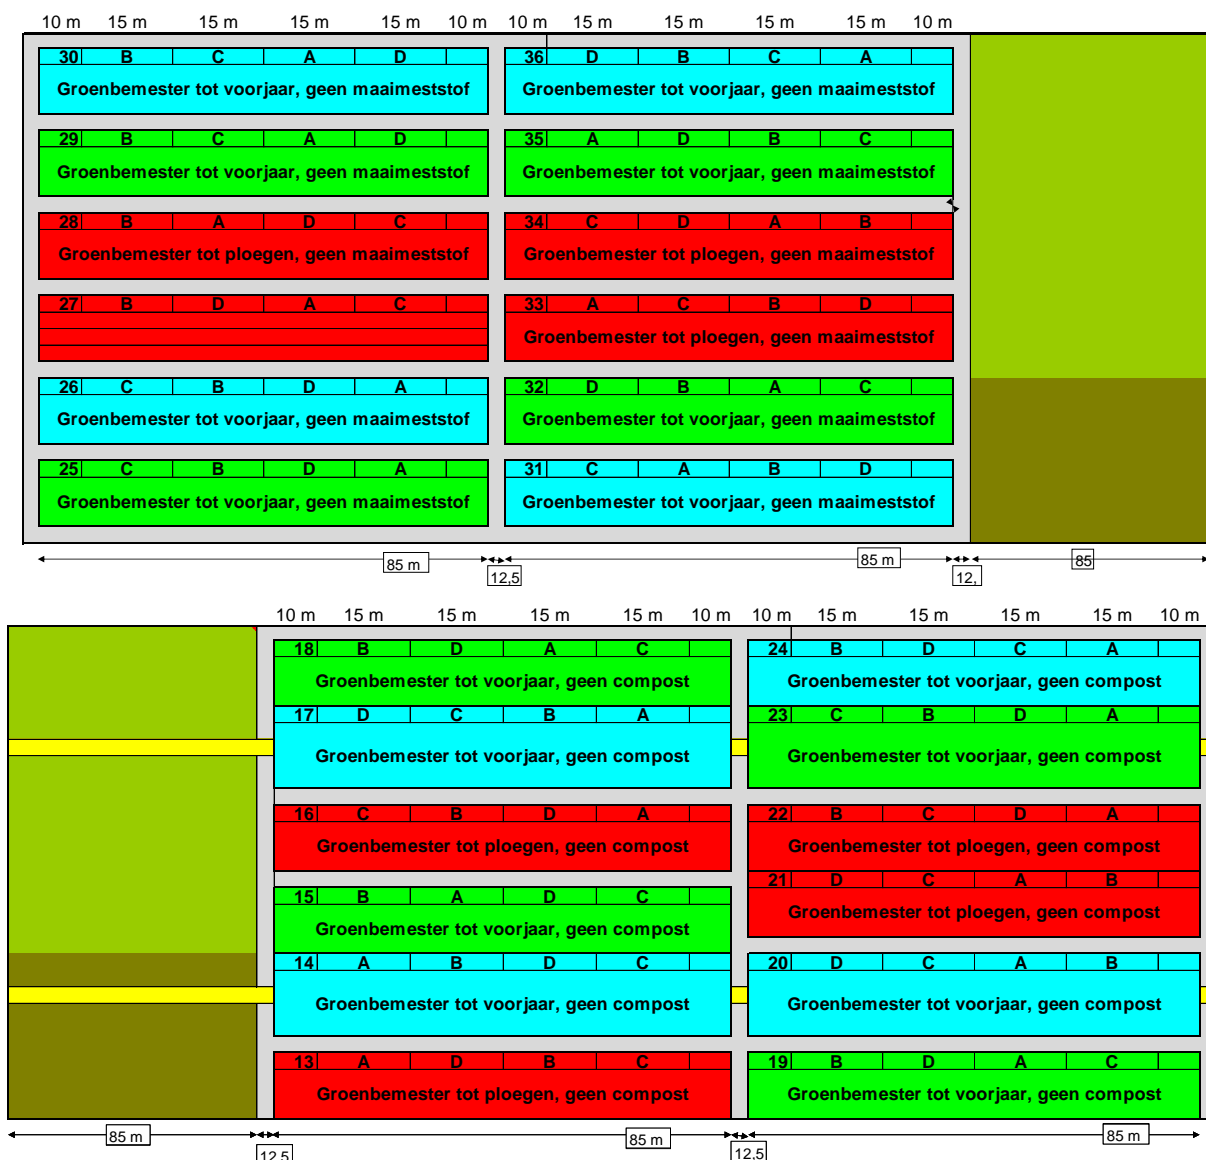 10 m 15 m 15 m 15 m 15 m 10 m 10 m 15 m 15 m 15 m 15 m 10 m
30 B C A D 36 D B C A
Groenbemester tot voorjaar, geen maaimeststof Groenbemester tot voorjaar, geen maaimeststof
29 B C A D 35 A D B C
Groenbemester tot voorjaar, geen maaimeststof Groenbemester tot voorjaar, geen maaimeststof
28 B A D C 34 C D A B
Groenbemester tot ploegen, geen maaimeststof Groenbemester tot ploegen, geen maaimeststof
27 B D A C 33 A C B D
Groenbemester tot ploegen, geen maaimeststof
26 C B D A 32 D B A C
Groenbemester tot voorjaar, geen maaimeststof Groenbemester tot voorjaar, geen maaimeststof
25 C B D A 31 C A B D
Groenbemester tot voorjaar, geen maaimeststof Groenbemester tot voorjaar, geen maaimeststof
85 m 12,5 85 m 12, 85
10 m 15 m 15 m 15 m 15 m 10 m 10 m 15 m 15 m 15 m 15 m 10 m
18 B D A C 24 B D C A
Groenbemester tot voorjaar, geen compost Groenbemester tot voorjaar, geen compost
17 D C B A 23 C B D A
Groenbemester tot voorjaar, geen compost Groenbemester tot voorjaar, geen compost
16 C B D A 22 B C D A
Groenbemester tot ploegen, geen compost Groenbemester tot ploegen, geen compost
21 D C A B
15 B A D C
Groenbemester tot ploegen, geen compost
Groenbemester tot voorjaar, geen compost
14 A B D C 20 D C A B
Groenbemester tot voorjaar, geen compost Groenbemester tot voorjaar, geen compost
13 A D B C 19 B D A C
Groenbemester tot ploegen, geen compost Groenbemester tot voorjaar, geen compost
85 m 12,5 85 m 12,5 85 m